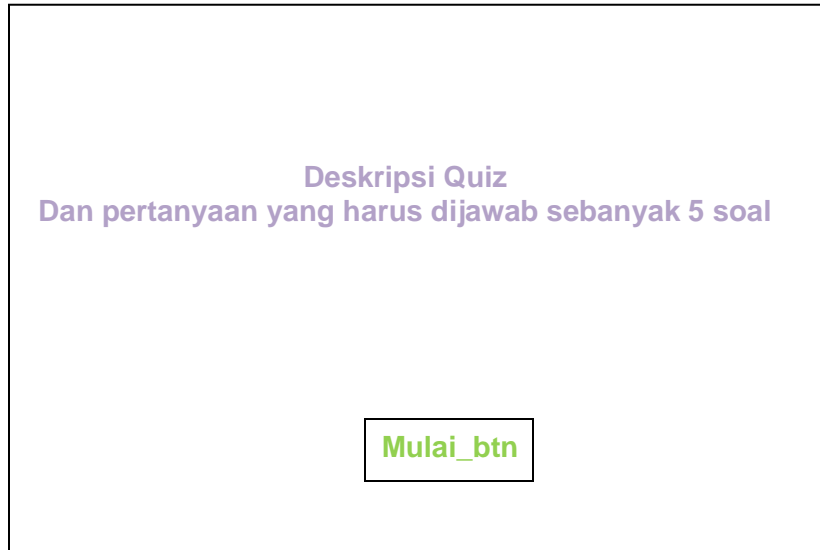 Deskripsi Quiz
Dan pertanyaan yang harus dijawab sebanyak 5 soal
Mulai_btn